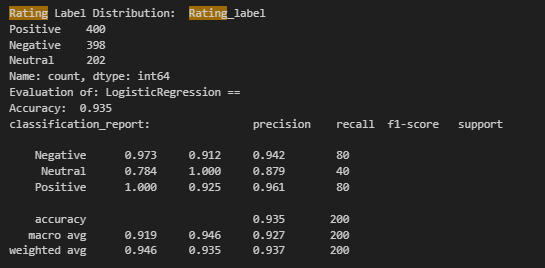 Rating Label Distribution:  Rating_label
Positive    400
Negative    398
Neutral     202
Name: count, dtype: int64
Evaluation of: LogisticRegression ==
Accuracy:  0.935
classification_report:               precision    recall  f1-score   support
    Negative      0.973     0.912     0.942        80
     Neutral      0.784     1.000     0.879        40
    Positive      1.000     0.925     0.961        80
    accuracy                          0.935       200
   macro avg      0.919     0.946     0.927       200
weighted avg      0.946     0.935     0.937       200